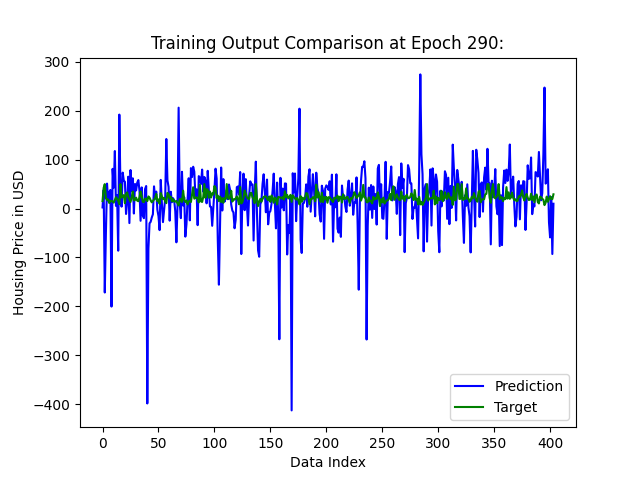 Training Output Comparison at Epoch 290:
Housing Price in USD
300
200
100
0
−100
−200
−300
−400
0 50 100 150 200 250 300 350 400
Data Index
Prediction
Target